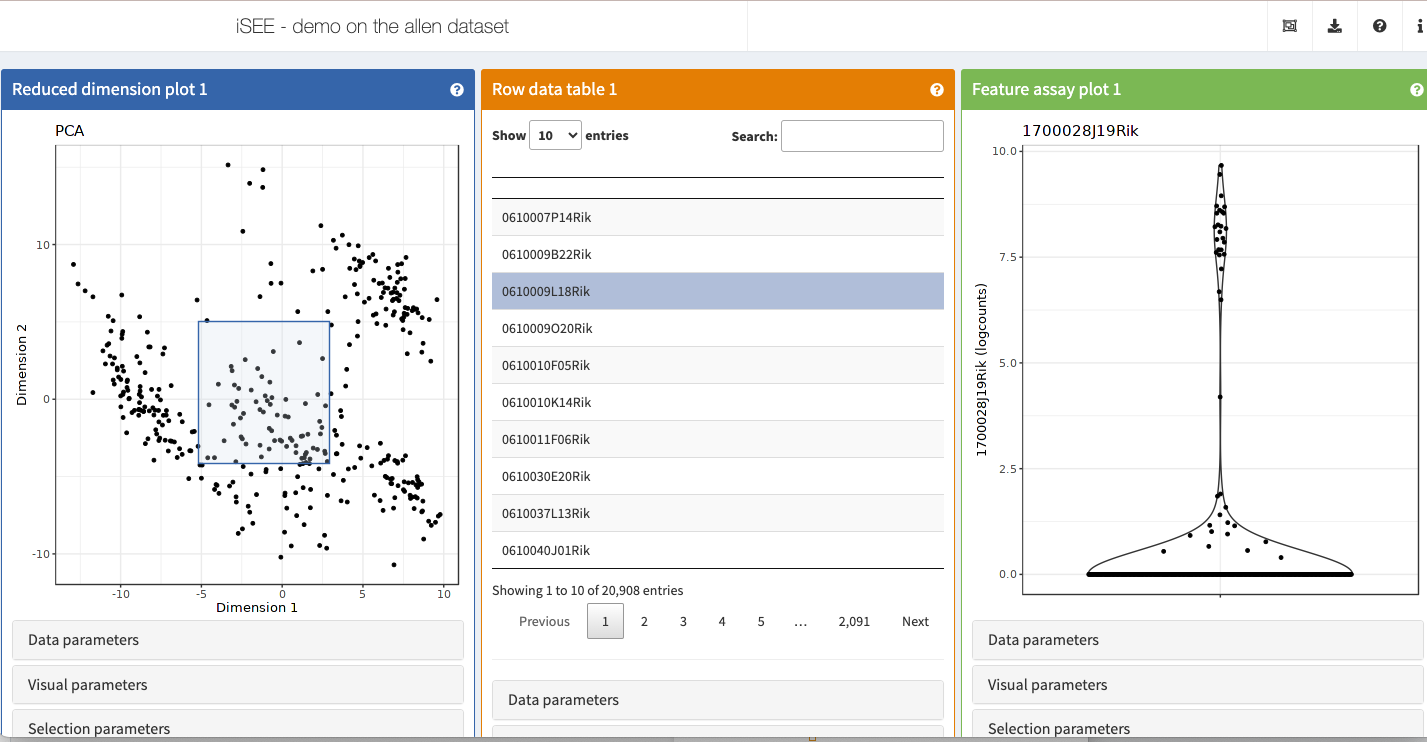 iSEE - demo on the allen dataset
Reduced dimension plot 1
PCA
10
0
-10
-10
-5
0
5
10
Dimension 2
Dimension 1
Data parameters
Visual parameters
Selection parameters
Row data table 1
Show 10 entries Search:
0610007P14Rik
0610009B22Rik
0610009L18Rik
0610009O20Rik
0610010F05Rik
0610010K14Rik
0610011F06Rik
0610030E20Rik
0610037L13Rik
0610040J01Rik
Showing 1 to 10 of 20,908 entries
Previous 1 2 3 4 5 … 2,091 Next
Data parameters
Feature assay plot 1
1700028J19Rik
10.0
7.5
5.0
2.5
0.0
1700028J19Rik (logcounts)
Data parameters
Visual parameters
Selection parameters